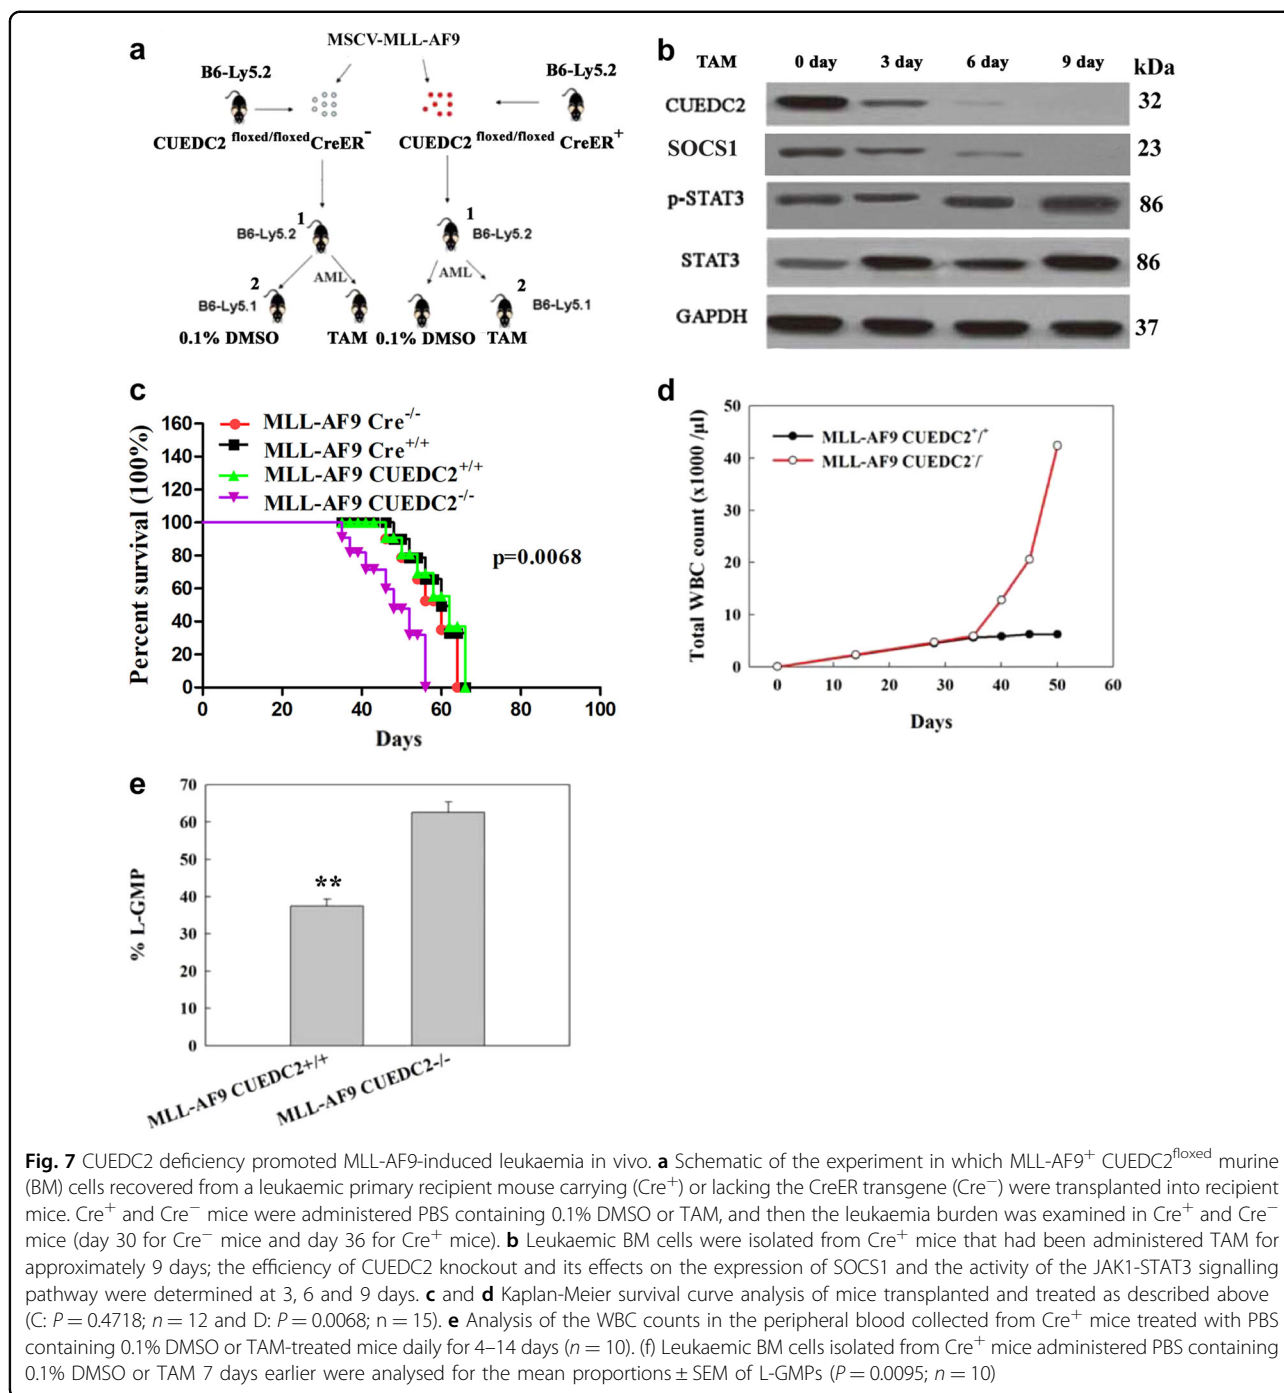 a
MSCV-MLL-AF9
B6-Ly5.2
B6-Ly5.2
CUEDC2 floxed/floxed CreER-
CUEDC2 floxed/floxed CreER+
1
B6-Ly5.2
1
B6-Ly5.2
AML
AML
2
B6-Ly5.1
2
B6-Ly5.1
0.1% DMSO
TAM
0.1% DMSO
TAM
b
TAM 0 day 3 day 6 day 9 day kDa
CUEDC2 32
SOCS1 23
p-STAT3 86
STAT3 86
GAPDH 37
c
MLL-AF9 Cre-/-
MLL-AF9 Cre+/+
MLL-AF9 CUEDC2+/+
MLL-AF9 CUEDC2-/-
p=0.0068
Percent survival (100%)
160
140
120
100
80
60
40
20
0
0 20 40 60 80 100
Days
d
MLL-AF9 CUEDC2+/+
MLL-AF9 CUEDC2-/-
Total WBC count (x1000 /µl)
50
40
30
20
10
0
0 10 20 30 40 50 60
Days
e
% L-GMP
70
60
50
40
30
20
10
0
**
MLL-AF9 CUEDC2+/+
MLL-AF9 CUEDC2-/-
Fig. 7 CUEDC2 deficiency promoted MLL-AF9-induced leukaemia in vivo. a Schematic of the experiment in which MLL-AF9+ CUEDC2floxed murine
(BM) cells recovered from a leukaemic primary recipient mouse carrying (Cre+) or lacking the CreER transgene (Cre−) were transplanted into recipient
mice. Cre+ and Cre− mice were administered PBS containing 0.1% DMSO or TAM, and then the leukaemia burden was examined in Cre+ and Cre−
mice (day 30 for Cre− mice and day 36 for Cre+ mice). b Leukaemic BM cells were isolated from Cre+ mice that had been administered TAM for
approximately 9 days; the efficiency of CUEDC2 knockout and its effects on the expression of SOCS1 and the activity of the JAK1-STAT3 signalling
pathway were determined at 3, 6 and 9 days. c and d Kaplan-Meier survival curve analysis of mice transplanted and treated as described above
(C: P = 0.4718; n = 12 and D: P = 0.0068; n = 15). e Analysis of the WBC counts in the peripheral blood collected from Cre+ mice treated with PBS
containing 0.1% DMSO or TAM-treated mice daily for 4–14 days (n = 10). (f) Leukaemic BM cells isolated from Cre+ mice administered PBS containing
0.1% DMSO or TAM 7 days earlier were analysed for the mean proportions ± SEM of L-GMPs (P = 0.0095; n = 10)